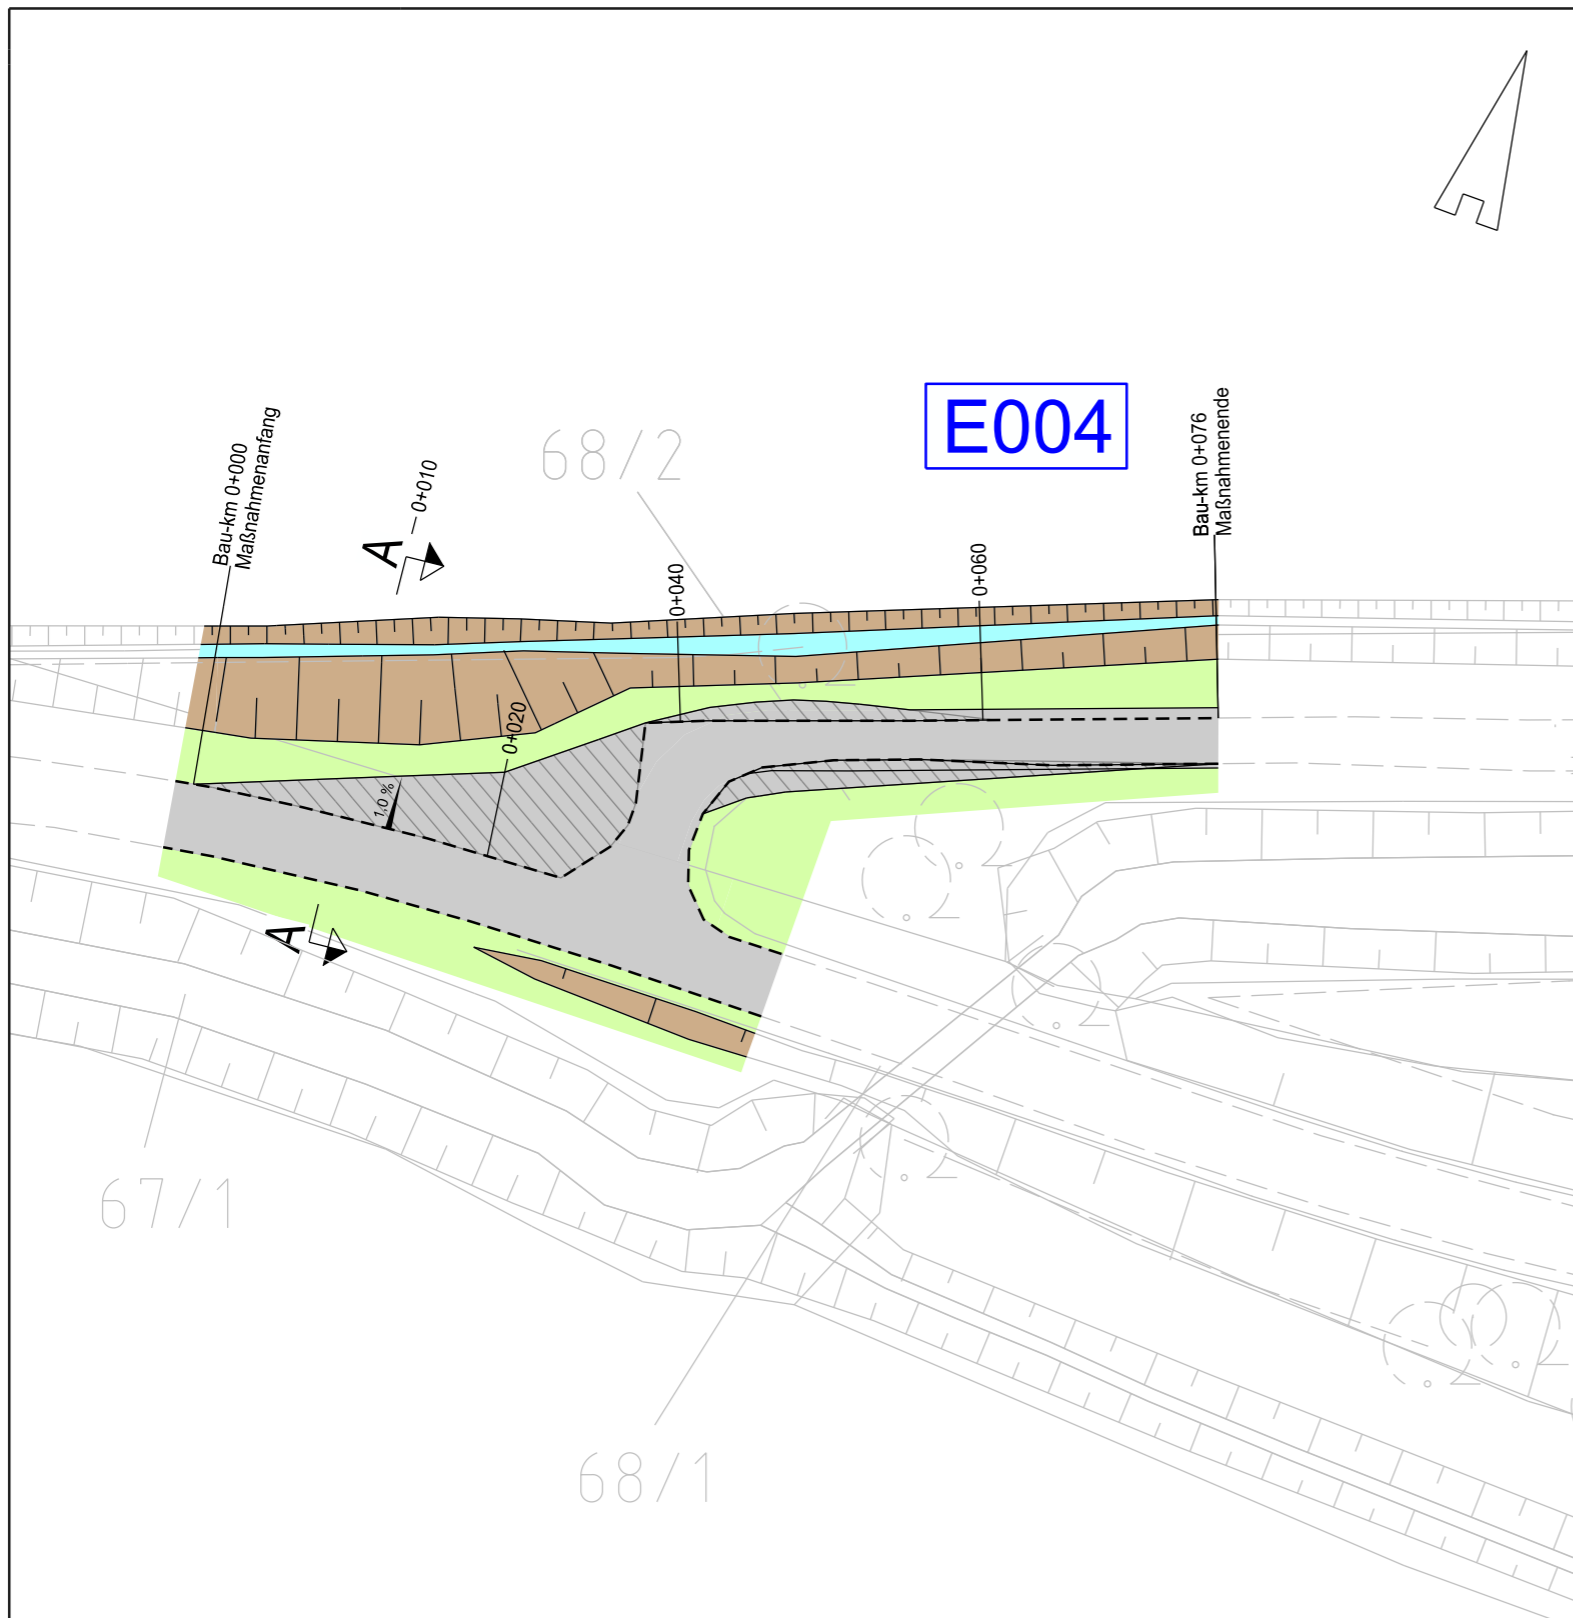 E004
Bau-km 0+000
Maßnahmenanfang
A
0+010
68/2
Bau-km 0+076
Maßnahmenende
0+040
0+060
0+020
1,0 %
A
67/1
68/1